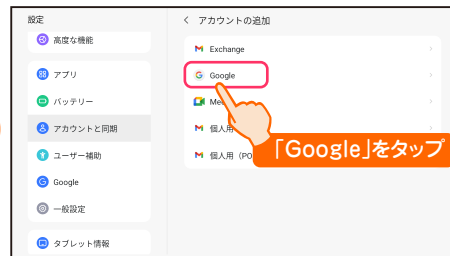 設定
高度な機能
アプリ
バッテリー
アカウントと同期
ユーザー補助
Google
一般設定
タブレット情報
アカウントの追加
Exchange
Google
Me
個人用
個人用 (PO
「Google」をタップ